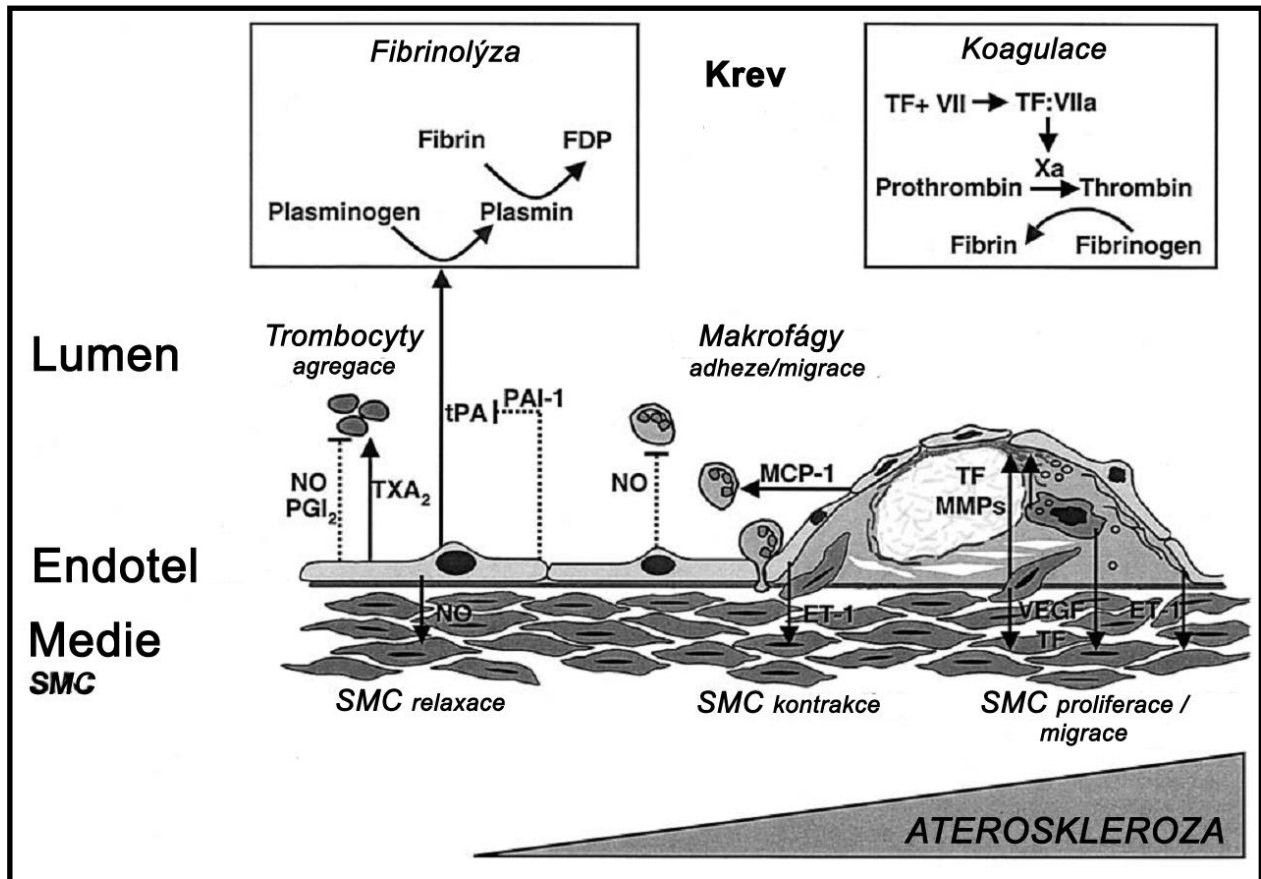 Fibrinolýza
Fibrin FDP
Plasminogen Plasmin
Krev
Koagulace
TF+ VII TF:VIIa
Xa
Prothrombin Thrombin
Fibrin Fibrinogen
Lumen
Trombocyty
agregace
Makrofágy
adheze/migrace
tPA PAI-1
NO
PGI2
TXA2
NO
MCP-1
TF
MMPs
Endotel
Medie
SMC
NO
ET-1
VEGF
TF
ET-1
SMC relaxace
SMC kontrakce
SMC proliferace /
migrace
ATEROSKLEROZA